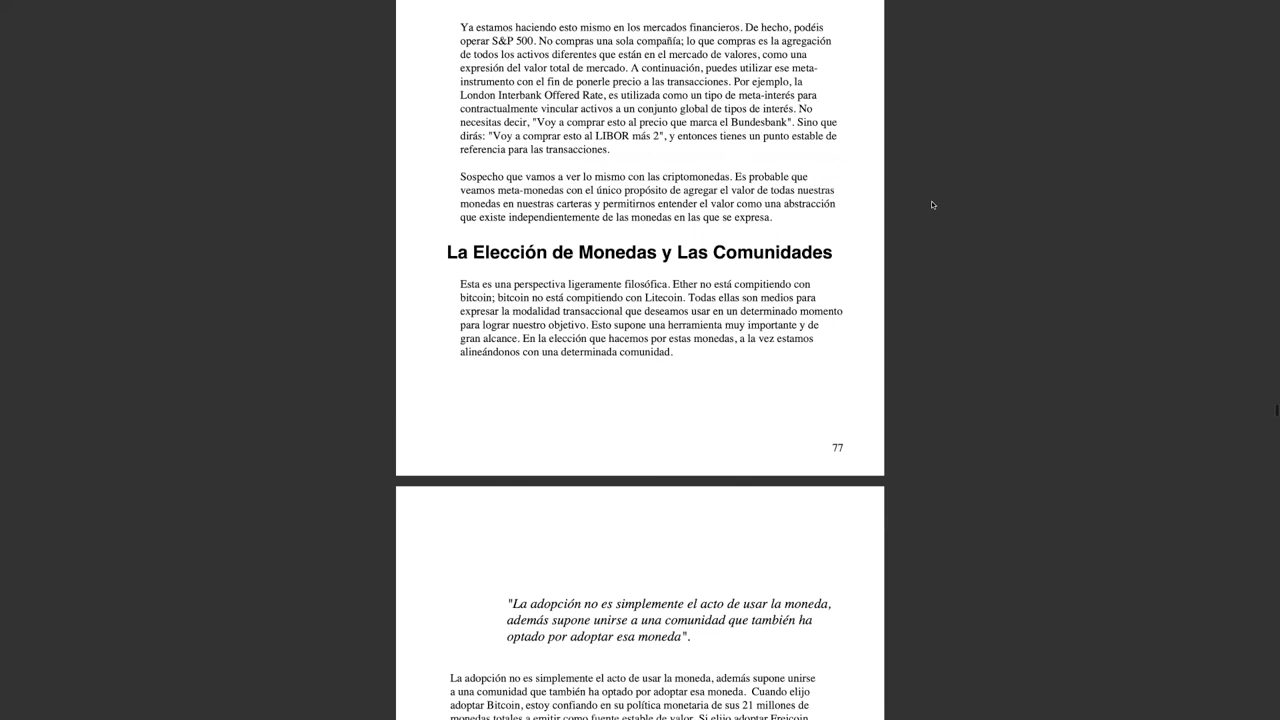 Ya estamos haciendo esto mismo en los mercados financieros. De hecho, podéis
operar S&P 500. No compras una sola compañía; lo que compras es la agregación
de todos los activos diferentes que están en el mercado de valores, como una
expresión del valor total de mercado. A continuación, puedes utilizar ese meta-
instrumento con el fin de ponerle precio a las transacciones. Por ejemplo, la
London Interbank Offered Rate, es utilizada como un tipo de meta-interés para
contractualmente vincular activos a un conjunto global de tipos de interés. No
necesitas decir, "Voy a comprar esto al precio que marca el Bundesbank". Sino que
dirás: "Voy a comprar esto al LIBOR más 2", y entonces tienes un punto estable de
referencia para las transacciones.
Sospecho que vamos a ver lo mismo con las criptomonedas. Es probable que
veamos meta-monedas con el único propósito de agregar el valor de todas nuestras
monedas en nuestras carteras y permitirnos entender el valor como una abstracción
que existe independientemente de las monedas en las que se expresa.
La Elección de Monedas y Las Comunidades
Esta es una perspectiva ligeramente filosófica. Ether no está compitiendo con
bitcoin; bitcoin no está compitiendo con Litecoin. Todas ellas son medios para
expresar la modalidad transaccional que deseamos usar en un determinado momento
para lograr nuestro objetivo. Esto supone una herramienta muy importante y de
gran alcance. En la elección que hacemos por estas monedas, a la vez estamos
alineándonos con una determinada comunidad.
77
"La adopción no es simplemente el acto de usar la moneda,
además supone unirse a una comunidad que también ha
optado por adoptar esa moneda".
La adopción no es simplemente el acto de usar la moneda, además supone unirse
a una comunidad que también ha optado por adoptar esa moneda. Cuando elijo
adoptar Bitcoin, estoy confiando en su política monetaria de sus 21 millones de
monedas totales a emitir como fuente estable de valor. Si elijo adoptar Freicoin,